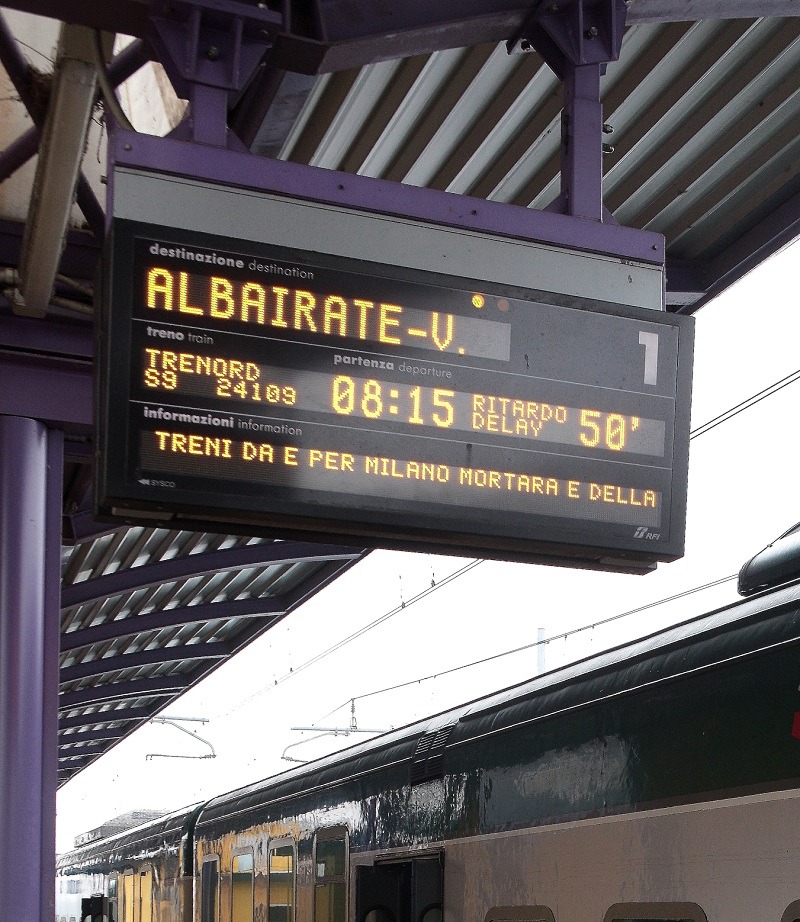 destinazione destination
ALBAIRATE-V.
1
treno train
partenza departure
TRENORD
S9 24109
08:15
RITARDO
DELAY
50'
informazioni information
TRENI DA E PER MILANO MORTARA E DELLA
SYSCO
RFI